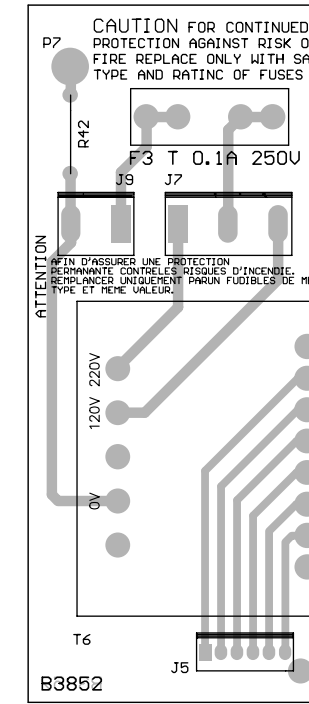 CAUTION FOR CONTINUED
PROTECTION AGAINST RISK O
FIRE REPLACE ONLY WITH SA
TYPE AND RATINC OF FUSES
P7
R42
F3 T 0.1A 250V
J9
J7
ATTENTION
AFIN D'ASSURER UNE PROTECTION
PERMANANTE CONTRELES RISQUES D'INCENDIE.
REMPLANCER UNIQUEMENT PARUN FUDIBLES DE ME
TYPE ET MEME VALEUR.
220V
120V
0V
T6
J5
B3852